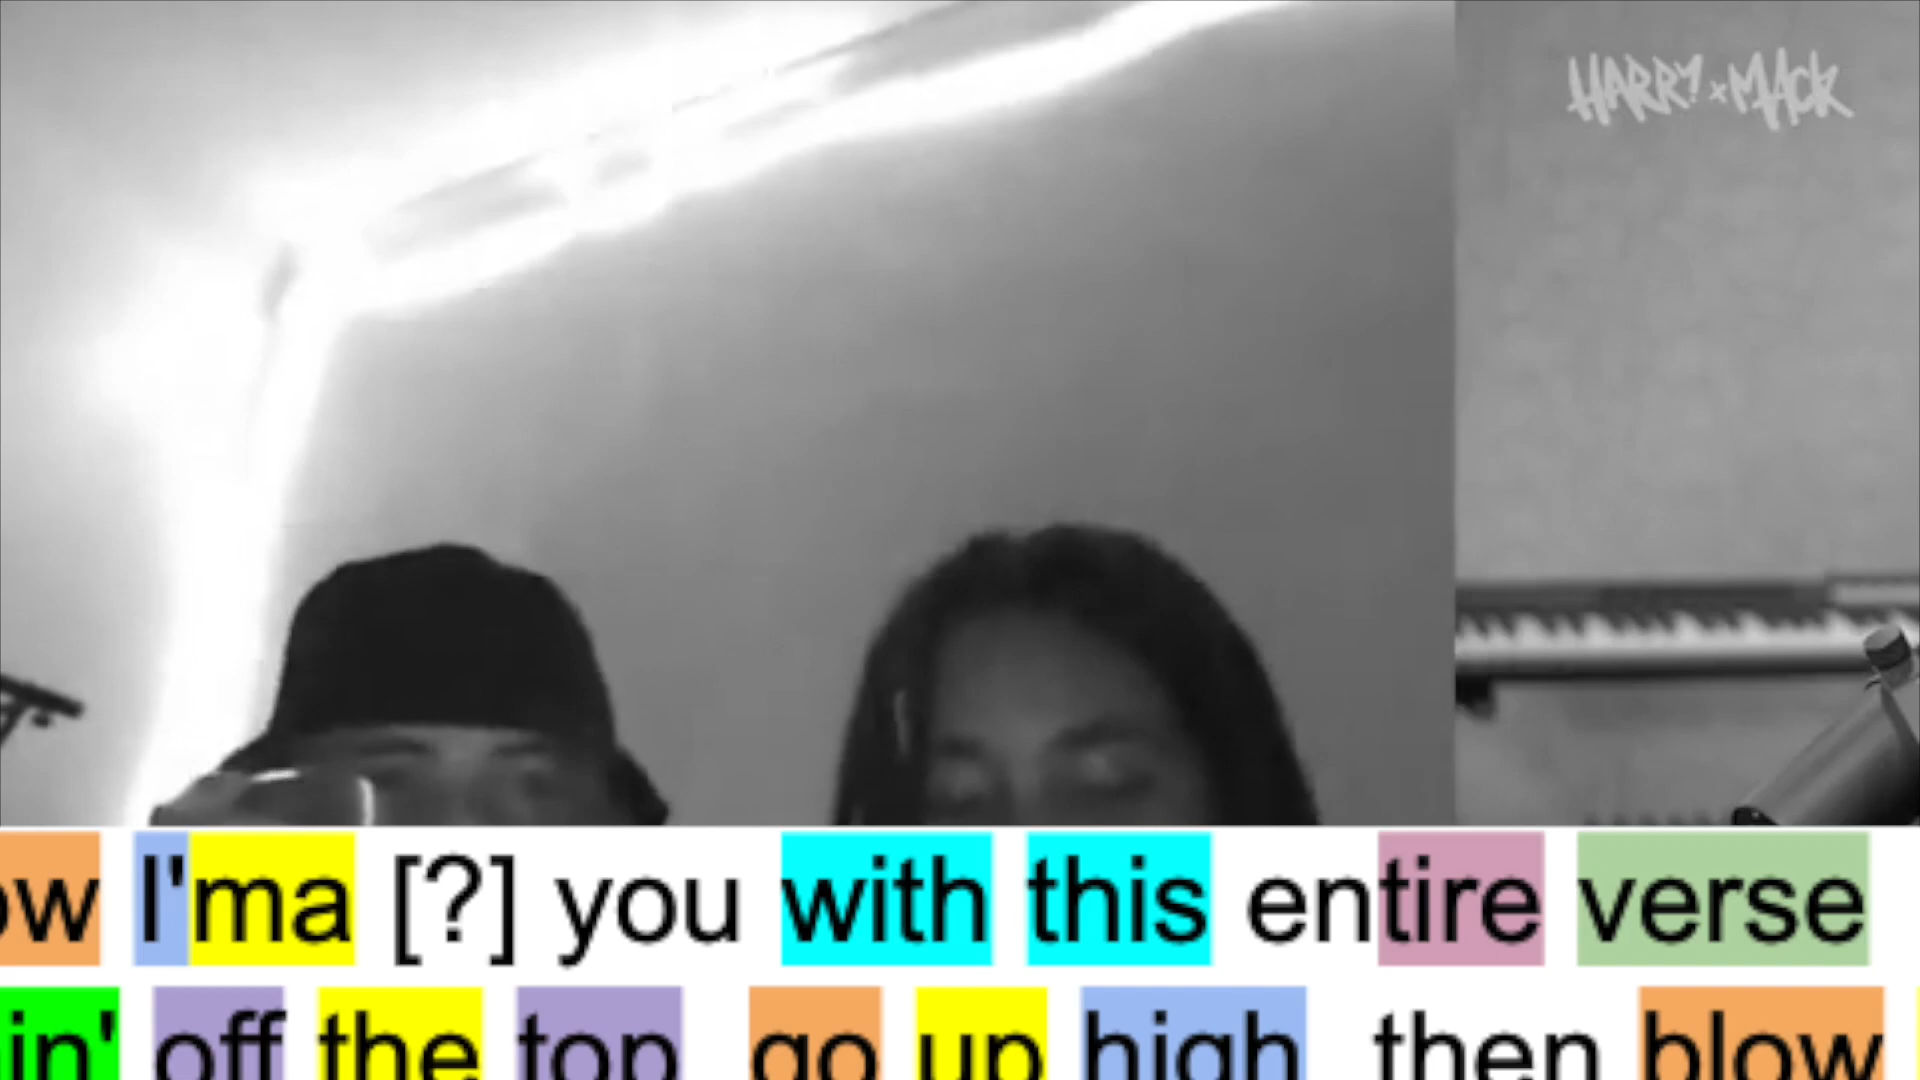 HARRY x MACK
ow I'ma [?] you with this entire verse
in' off the top go up high then blow